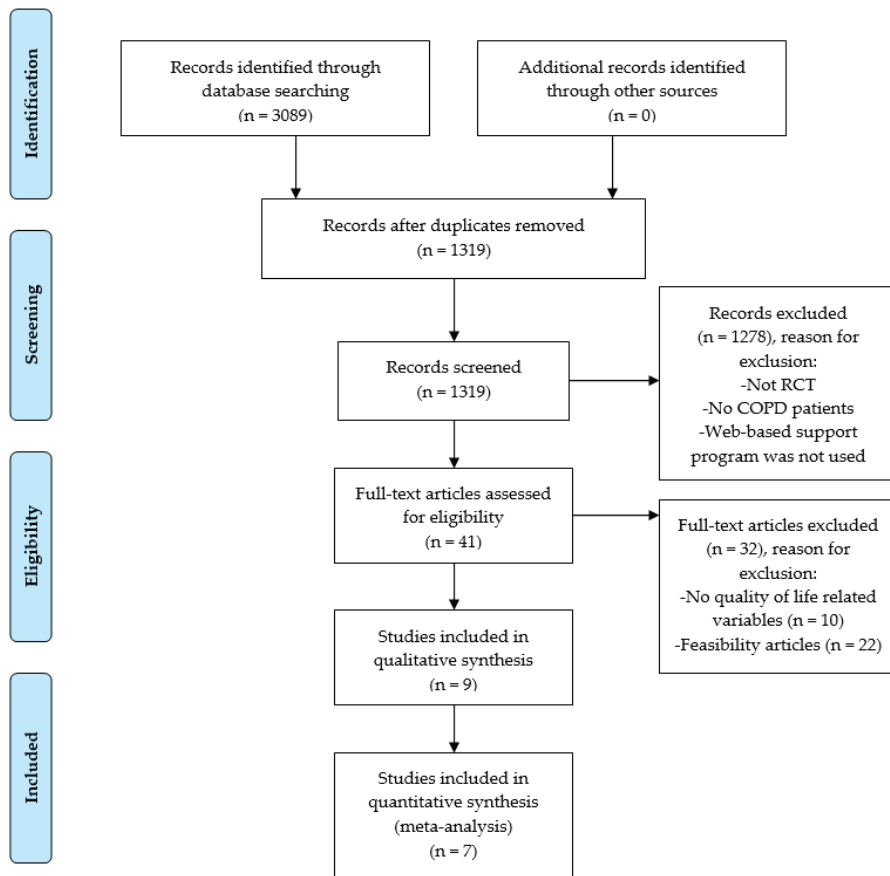 Identification
Records identified through
database searching
(n = 3089)
Additional records identified
through other sources
(n = 0)
Records after duplicates removed
(n = 1319)
Screening
Records screened
(n = 1319)
Records excluded
(n = 1278), reason for
exclusion:
-Not RCT
-No COPD patients
-Web-based support
program was not used
Eligibility
Full-text articles assessed
for eligibility
(n = 41)
Full-text articles excluded
(n = 32), reason for
exclusion:
-No quality of life related
variables (n = 10)
-Feasibility articles (n = 22)
Studies included in
qualitative synthesis
(n = 9)
Included
Studies included in
quantitative synthesis
(meta-analysis)
(n = 7)